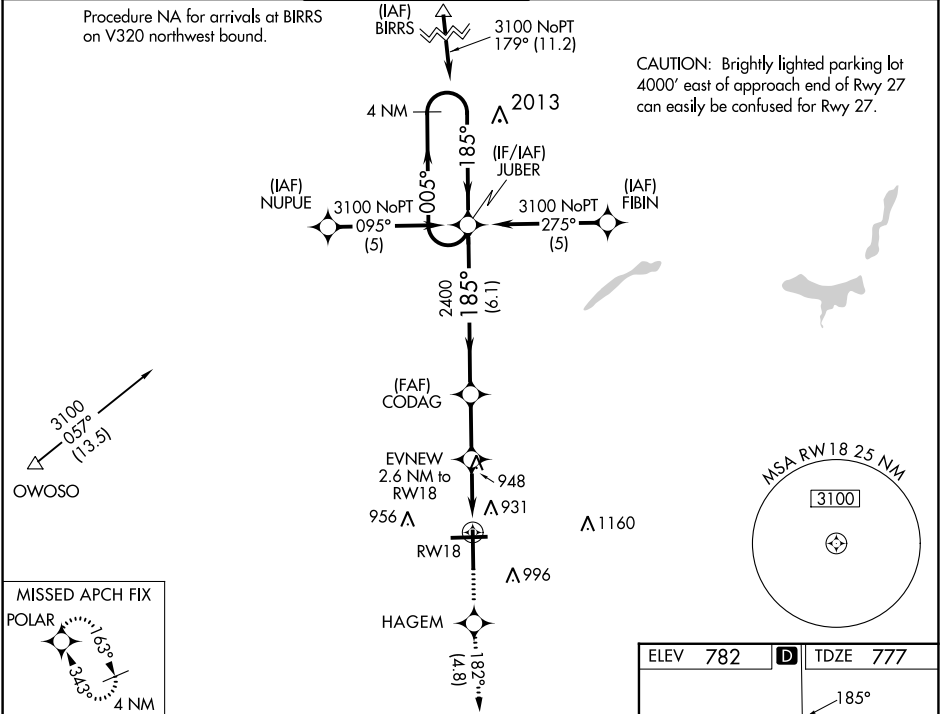 Procedure NA for arrivals at BIRRS
on V320 northwest bound.
(IAF)
BIRRS
3100 NoPT
179° (11.2)
CAUTION: Brightly lighted parking lot
4000' east of approach end of Rwy 27
can easily be confused for Rwy 27.
4 NM
2013
185°
005°
(IF/IAF)
JUBER
(IAF)
NUPUE
3100 NoPT
095°
(5)
3100 NoPT
275°
(5)
(IAF)
FIBIN
2400
185°
(6.1)
(FAF)
CODAG
3100
057°
(13.5)
OWOSO
EVNEW
2.6 NM to
RW18
948
931
956
1160
RW18
996
MSA RW18 25 NM
3100
HAGEM
182°
(4.8)
MISSED APCH FIX
POLAR
163°
343°
4 NM
ELEV 782 D TDZE 777
185°